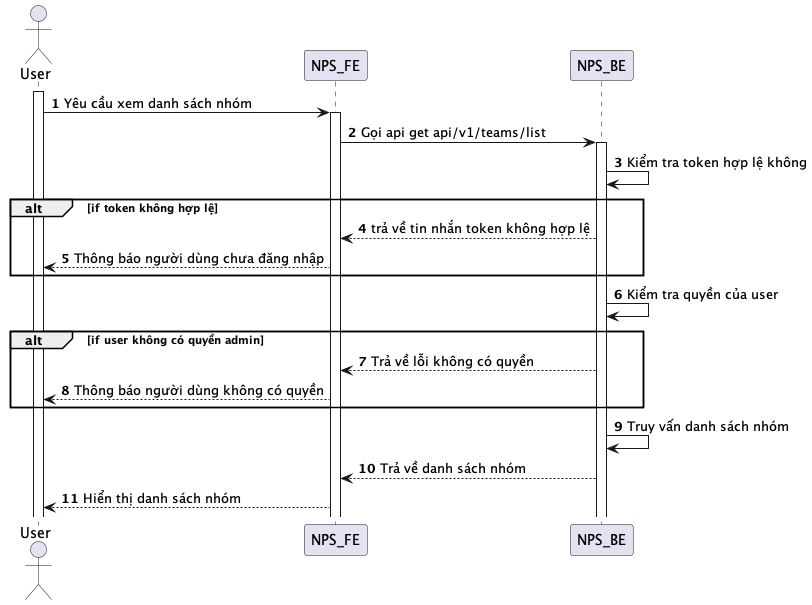 User
NPS_FE
NPS_BE
1 Yêu cầu xem danh sách nhóm
2 Gọi api get api/v1/teams/list
3 Kiểm tra token hợp lệ không
alt [if token không hợp lệ]
4 trả về tin nhắn token không hợp lệ
5 Thông báo người dùng chưa đăng nhập
6 Kiểm tra quyền của user
alt [if user không có quyền admin]
7 Trả về lỗi không có quyền
8 Thông báo người dùng không có quyền
9 Truy vấn danh sách nhóm
10 Trả về danh sách nhóm
11 Hiển thị danh sách nhóm
User
NPS_FE
NPS_BE